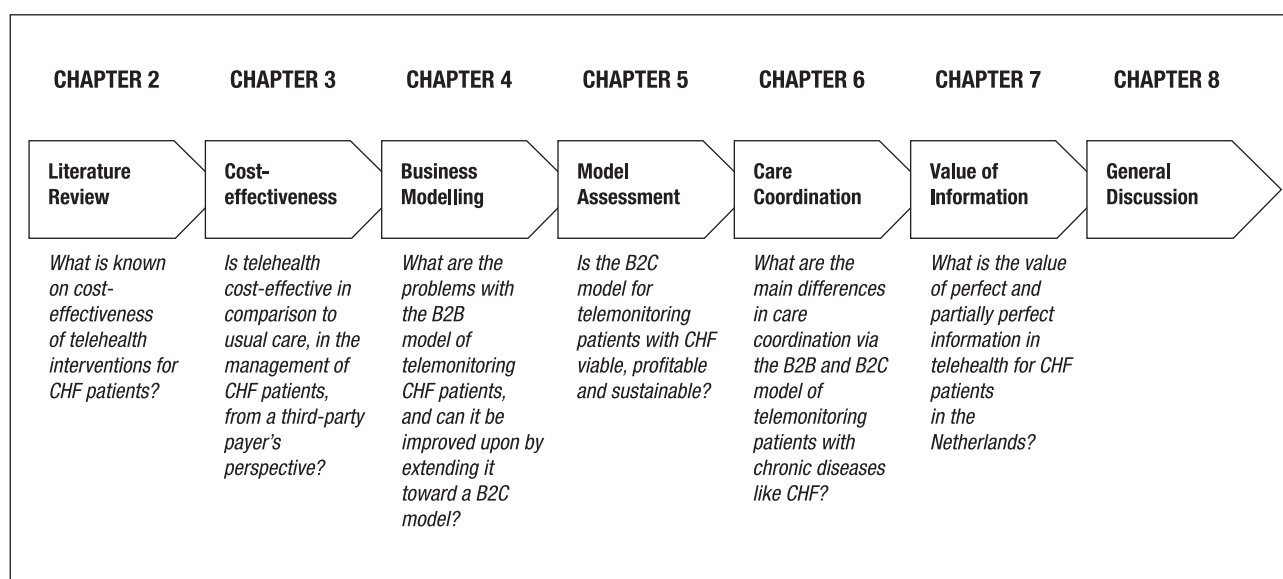 CHAPTER 2
CHAPTER 3
CHAPTER 4
CHAPTER 5
CHAPTER 6
CHAPTER 7
CHAPTER 8
Literature
Review
Cost-
effectiveness
Business
Modelling
Model
Assessment
Care
Coordination
Value of
Information
General
Discussion
What is known
on cost-
effectiveness
of telehealth
interventions for
CHF patients?
Is telehealth
cost-effective in
comparison to
usual care, in the
management of
CHF patients,
from a third-party
payer's
perspective?
What are the
problems with
the B2B
model of
telemonitoring
CHF patients,
and can it be
improved upon by
extending it
toward a B2C
model?
Is the B2C
model for
telemonitoring
patients with CHF
viable, profitable
and sustainable?
What are the
main differences
in care
coordination via
the B2B and B2C
model of
telemonitoring
patients with
chronic diseases
like CHF?
What is the value
of perfect and
partially perfect
information in
telehealth for CHF
patients
in the
Netherlands?